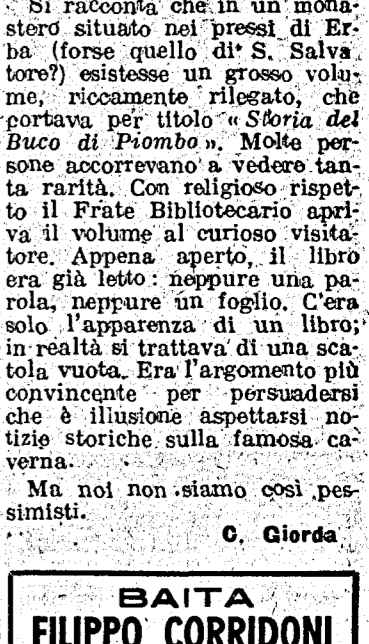 Si racconta che in un mona-
stero situato nei pressi di Er-
ba (forse quello di S. Salva
tore?) esistesse un grosso volu-
me, riccamente rilegato, che
portava per titolo « Storia del
Buco di Piombo ». Molte per-
sone accorrevano a vedere tan-
ta rarità. Con religioso rispet-
to il Frate Bibliotecario apri-
va il volume al curioso visita-
tore. Appena aperto, il libro
era già letto : neppure una pa-
rola, neppure un foglio. C'era
solo l'apparenza di un libro;
in realtà si trattava di una sca-
tola vuota. Era l'argomento più
convincente per persuadersi
che è illusione aspettarsi no-
tizie storiche sulla famosa ca-
verna.
Ma noi non siamo così pes-
simisti.
C. Giorda
BAITA
FILIPPO CORRIDONI